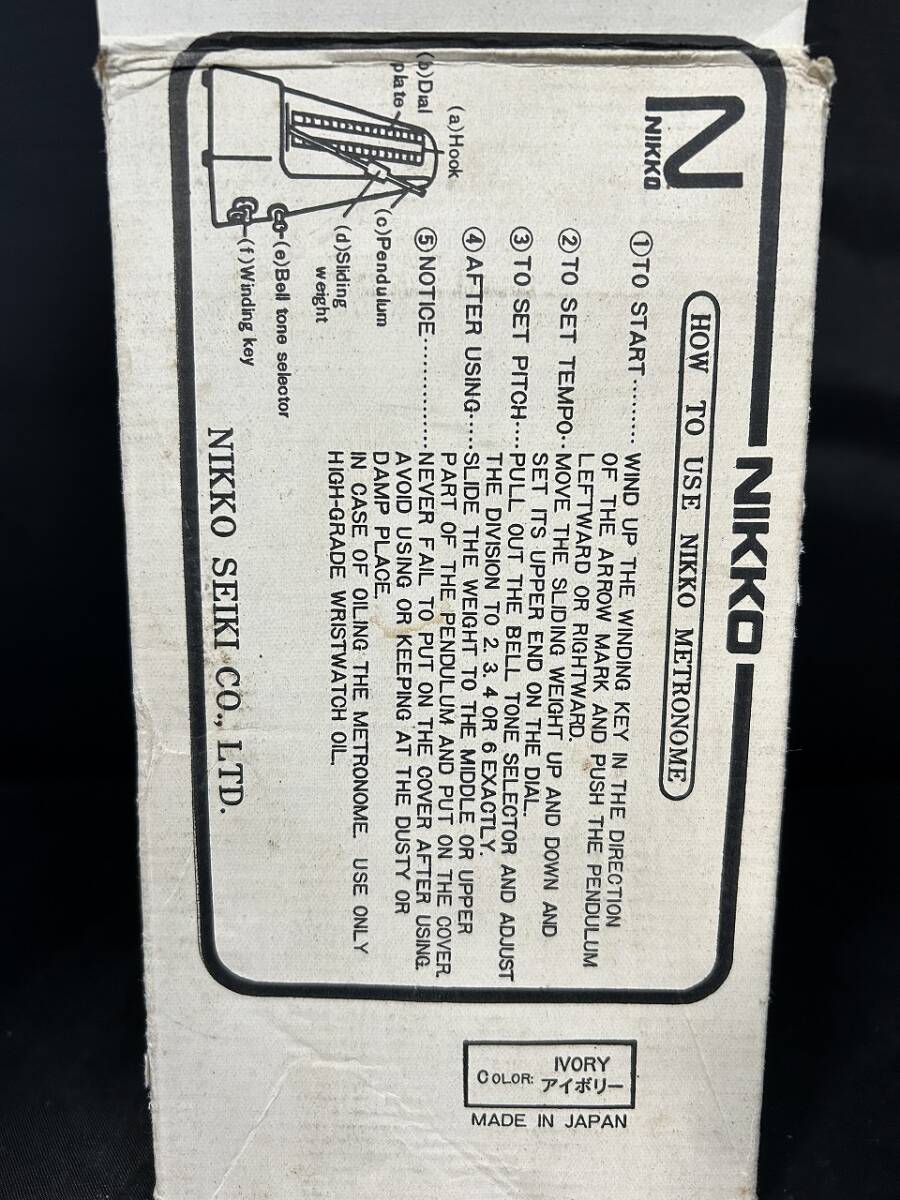 NIKKO
NIKKO
HOW TO USE NIKKO METRONOME
①TO START........ WIND UP THE WINDING KEY IN THE DIRECTION
OF THE ARROW MARK AND PUSH THE PENDULUM
LEFTWARD OR RIGHTWARD.
②TO SET TEMPO..MOVE THE SLIDING WEIGHT UP AND DOWN AND
SET ITS UPPER END ON THE DIAL.
③TO SET PITCH....PULL OUT THE BELL TONE SELECTOR AND ADJUST
THE DIVISION TO 2. 3. 4 OR 6 EXACTLY.
④AFTER USING.....SLIDE THE WEIGHT TO THE MIDDLE OR UPPER
PART OF THE PENDULUM AND PUT ON THE COVER.
⑤NOTICE............NEVER FAIL TO PUT ON THE COVER AFTER USING.
AVOID USING OR KEEPING AT THE DUSTY OR
DAMP PLACE.
IN CASE OF OILING THE METRONOME. USE ONLY
HIGH-GRADE WRISTWATCH OIL.
(a)Hook
(b)Dial
plate
(c)Pendulum
(d)Sliding
weight
(e)Bell tone selector
(f)Winding key
NIKKO SEIKI CO., LTD.
COLOR: IVORY
アイボリー
MADE IN JAPAN